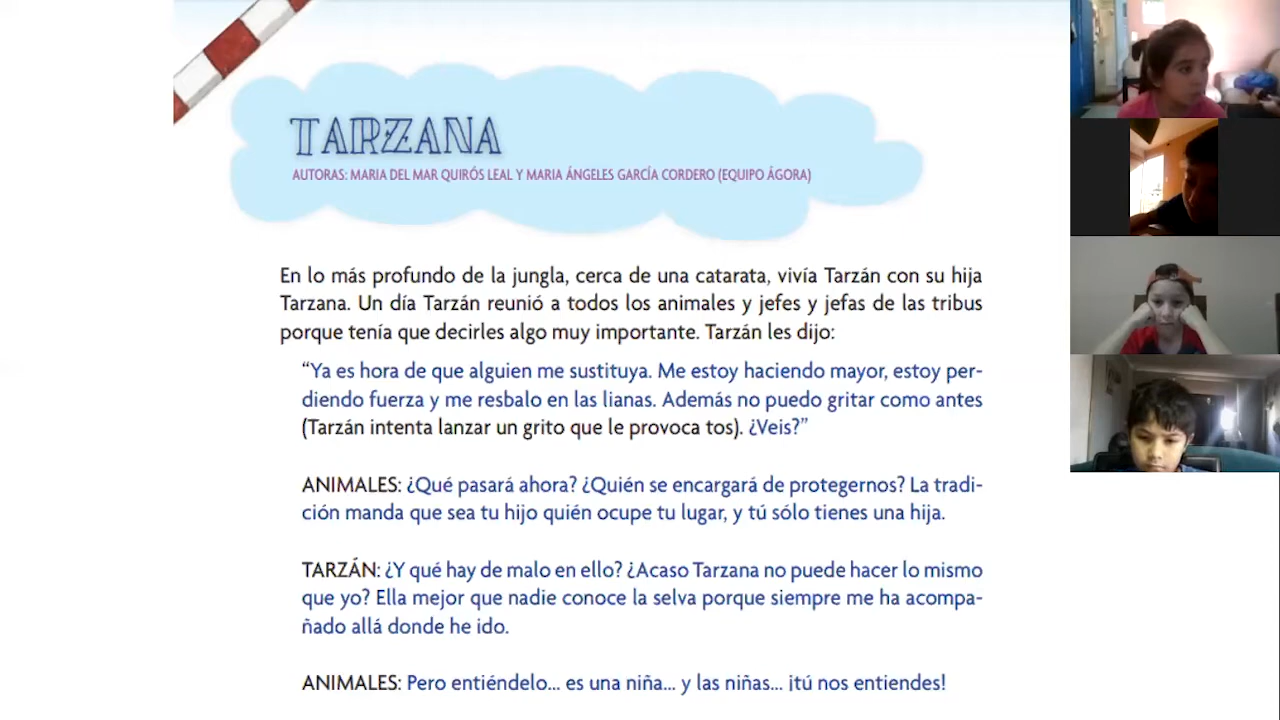 TARZANA
AUTORAS: MARIA DEL MAR QUIRÓS LEAL Y MARIA ÁNGELES GARCÍA CORDERO (EQUIPO ÁGORA)
En lo más profundo de la jungla, cerca de una catarata, vivía Tarzán con su hija
Tarzana. Un día Tarzán reunió a todos los animales y jefes y jefas de las tribus
porque tenía que decirles algo muy importante. Tarzán les dijo:
“Ya es hora de que alguien me sustituya. Me estoy haciendo mayor, estoy per-
diendo fuerza y me resbalo en las lianas. Además no puedo gritar como antes
(Tarzán intenta lanzar un grito que le provoca tos). ¿Veis?”
ANIMALES: ¿Qué pasará ahora? ¿Quién se encargará de protegernos? La tradi-
ción manda que sea tu hijo quién ocupe tu lugar, y tú sólo tienes una hija.
TARZÁN: ¿Y qué hay de malo en ello? ¿Acaso Tarzana no puede hacer lo mismo
que yo? Ella mejor que nadie conoce la selva porque siempre me ha acompa-
ñado allá donde he ido.
ANIMALES: Pero entiéndelo... es una niña... y las niñas... ¡tú nos entiendes!